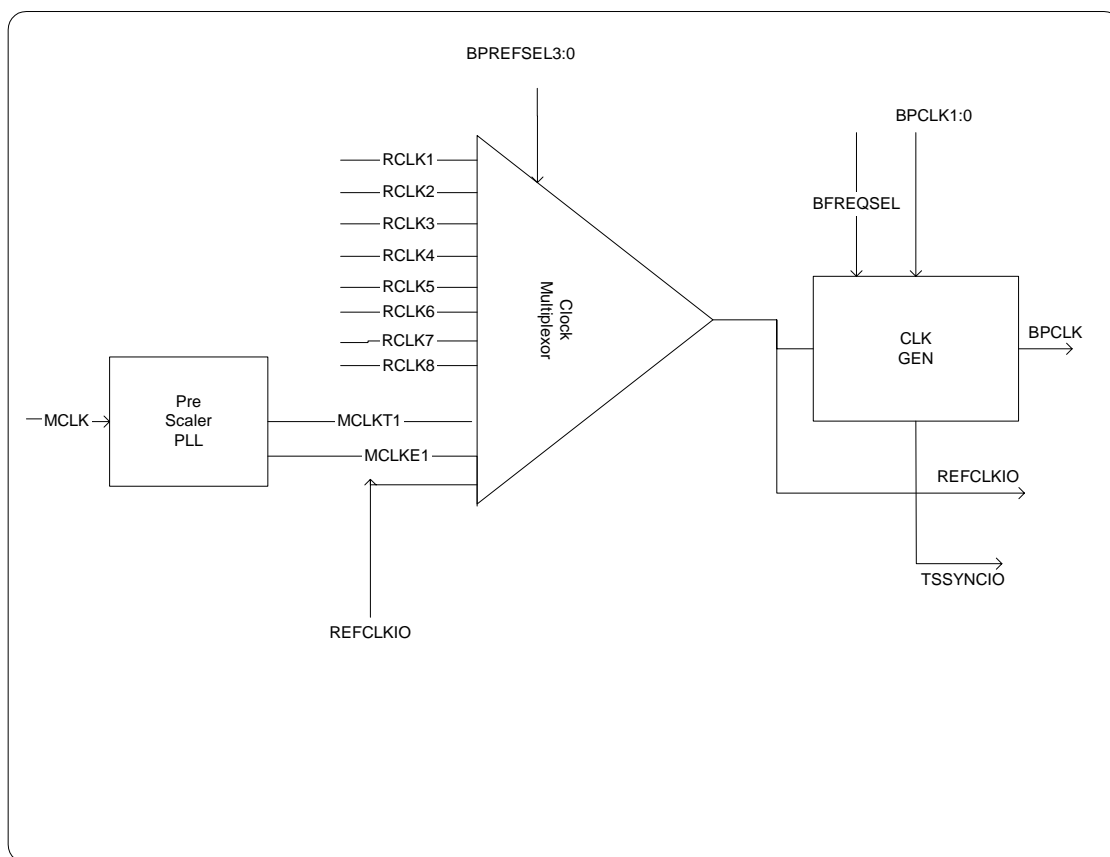 BPREFSEL3:0
BPCLK1:0
RCLK1
RCLK2
BFREQSEL
RCLK3
RCLK4
RCLK5
RCLK6
RCLK7
RCLK8
Clock
Multiplexor
CLK
GEN
BPCLK
Pre
Scaler
PLL
MCLK
MCLKT1
MCLKE1
REFCLKIO
TSSYNCIO
REFCLKIO